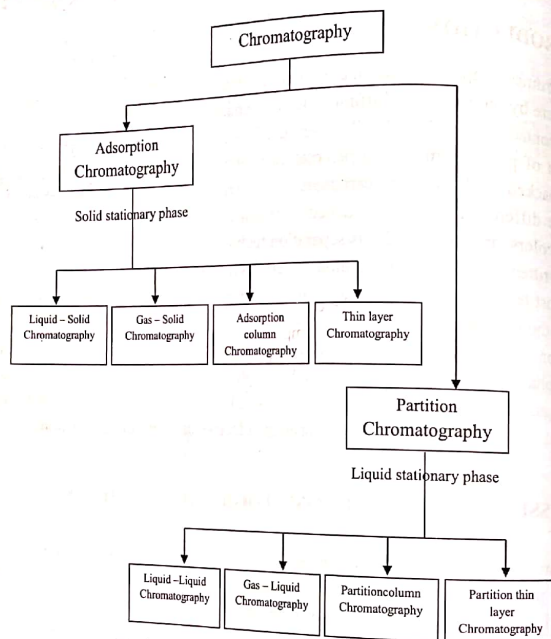 Chromatography
Adsorption
Chromatography
Solid stationary phase
Liquid – Solid
Chromatography
Gas – Solid
Chromatography
Adsorption
column
Chromatography
Thin layer
Chromatography
Partition
Chromatography
Liquid stationary phase
Liquid –Liquid
Chromatography
Gas – Liquid
Chromatography
Partitioncolumn
Chromatography
Partition thin
layer
Chromatography